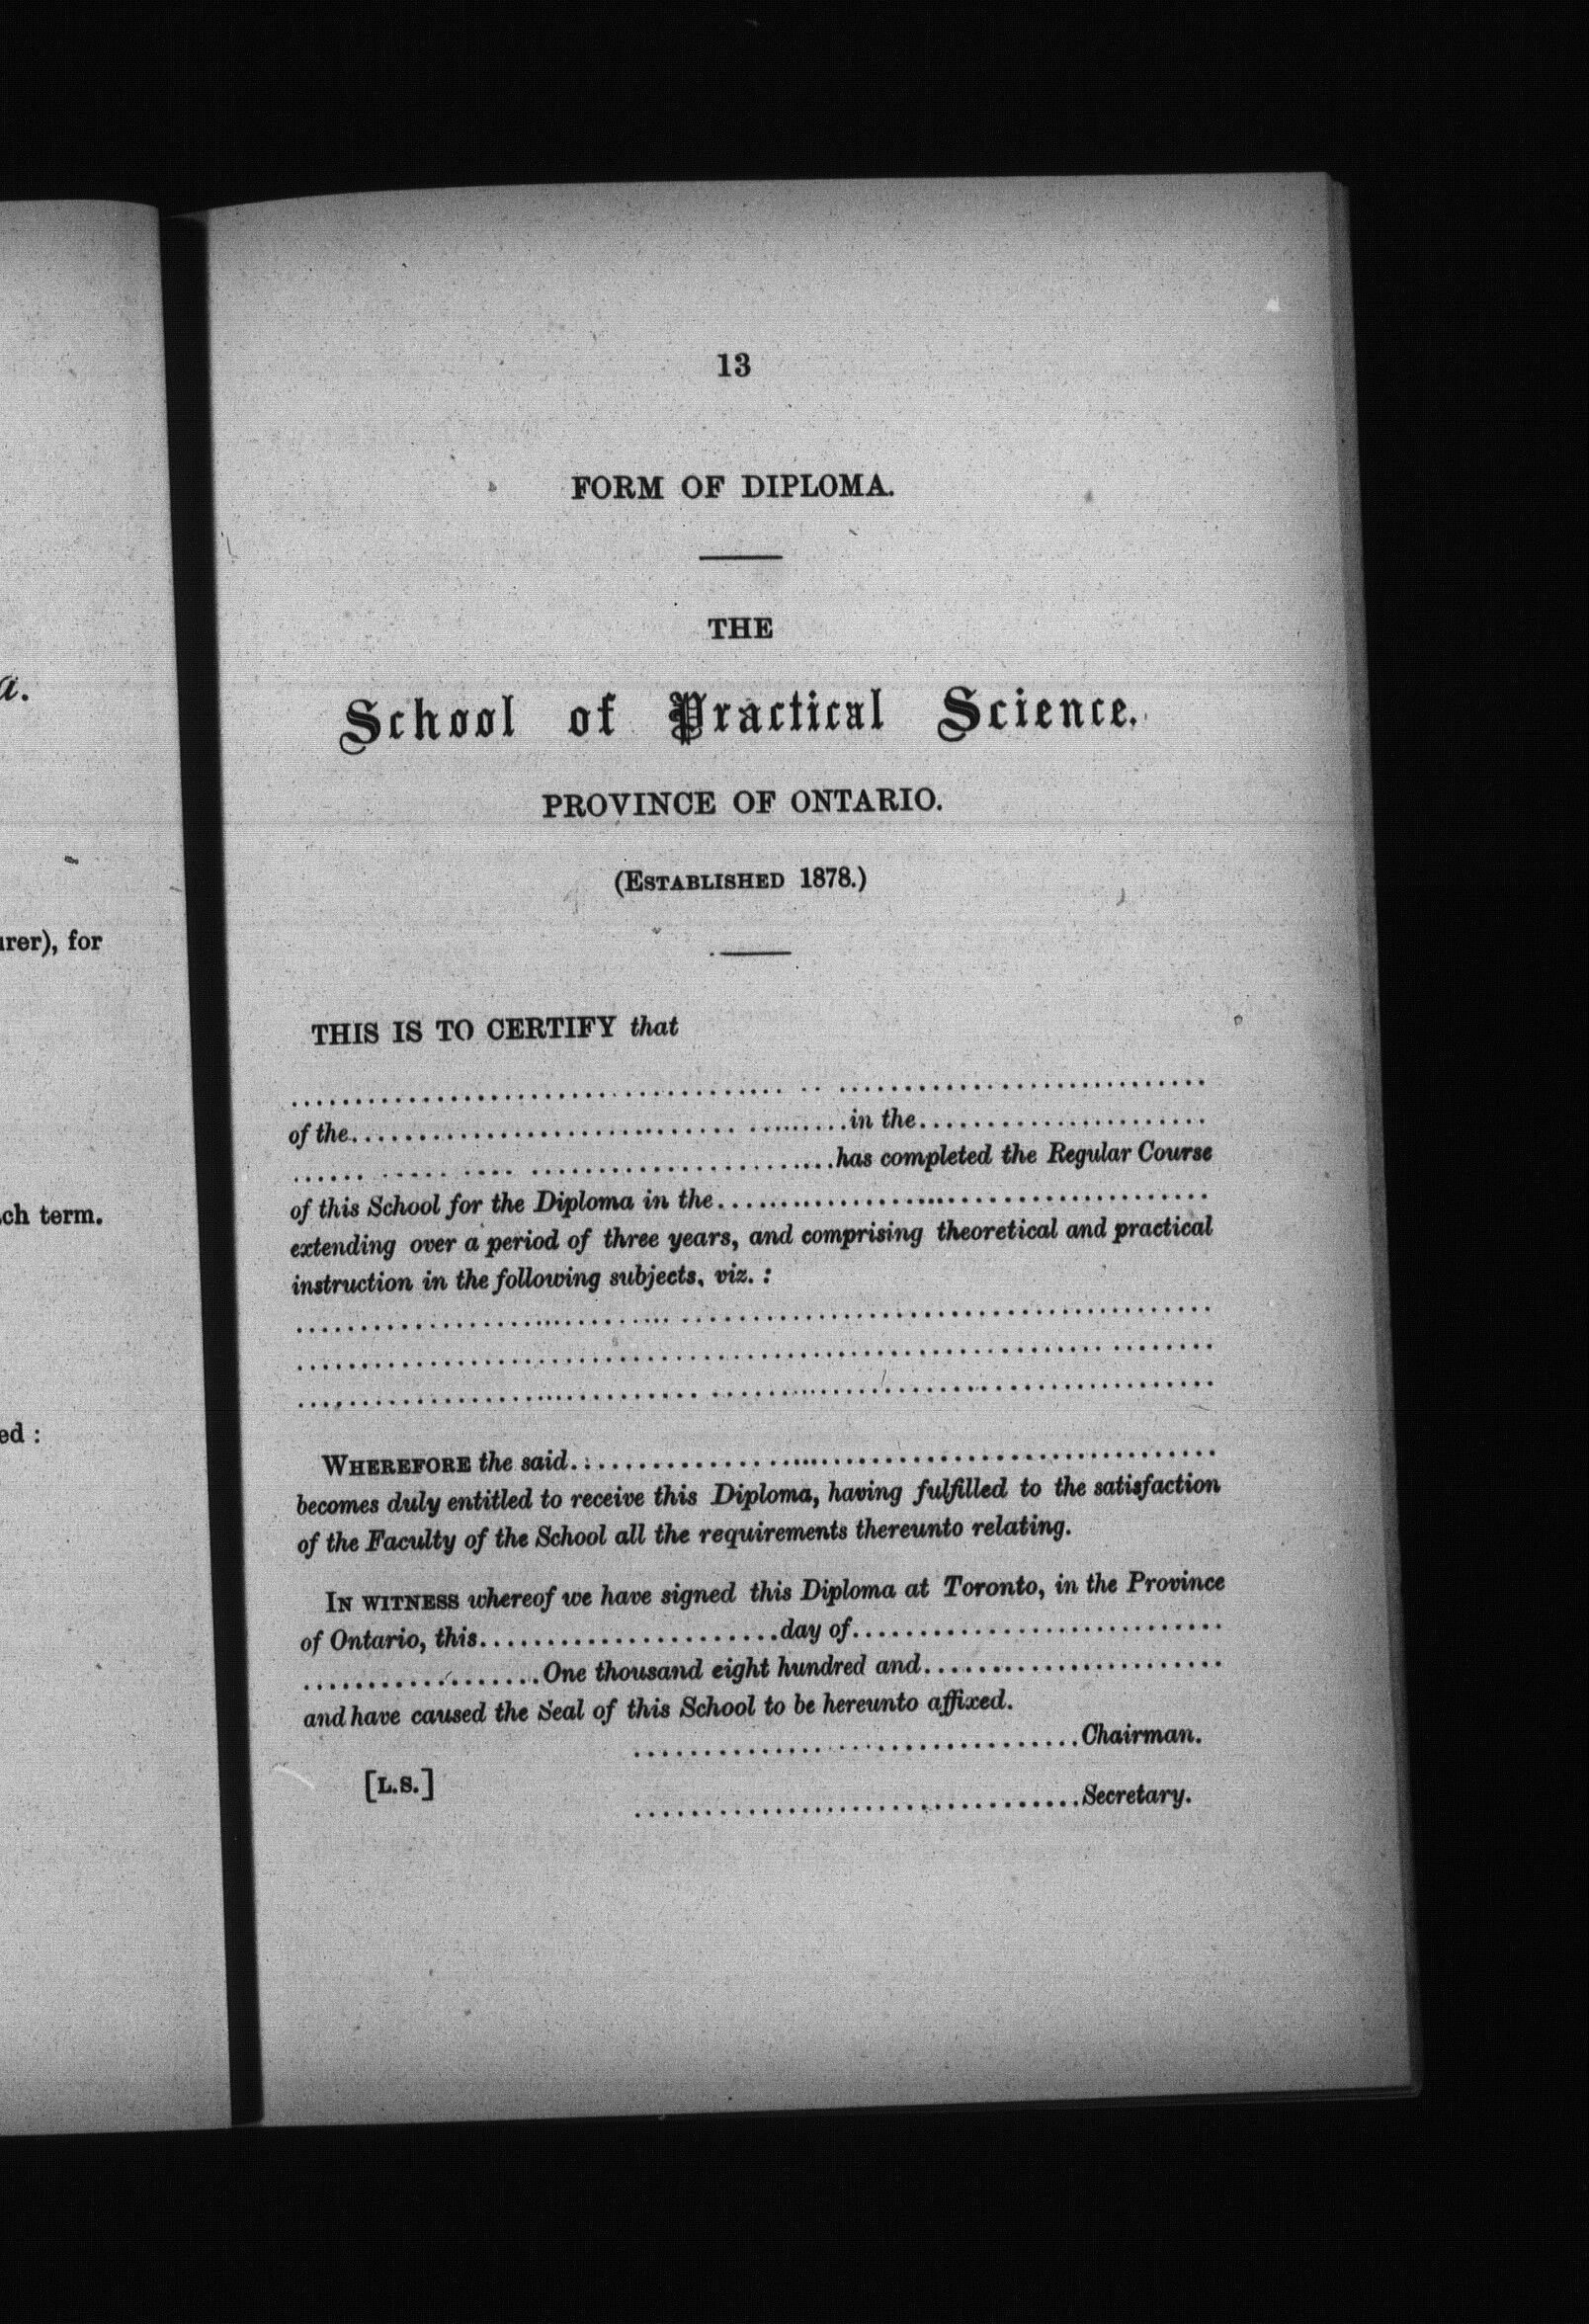 a.
urer), for
ch term.
ed :
13
FORM OF DIPLOMA.
THE
School of Practical Science.
PROVINCE OF ONTARIO.
(ESTABLISHED 1878.)
THIS IS TO CERTIFY that
..................................... .. .............................
of the............................ ........in the......................
...... ..... .... .......................has completed the Regular Course
of this School for the Diploma in the.....................................
extending over a period of three years, and comprising theoretical and practical
instruction in the following subjects, viz. :
............................. .......................................
............................................................. ........
............................... ......................................
WHEREFORE the said..................................................
becomes duly entitled to receive this Diploma, having fulfilled to the satisfaction
of the Faculty of the School all the requirements thereunto relating.
IN WITNESS whereof we have signed this Diploma at Toronto, in the Province
of Ontario, this......................day of...........................
..................One thousand eight hundred and......................
and have caused the Seal of this School to be hereunto affixed.
................................Chairman.
[L.S.]
................................Secretary.